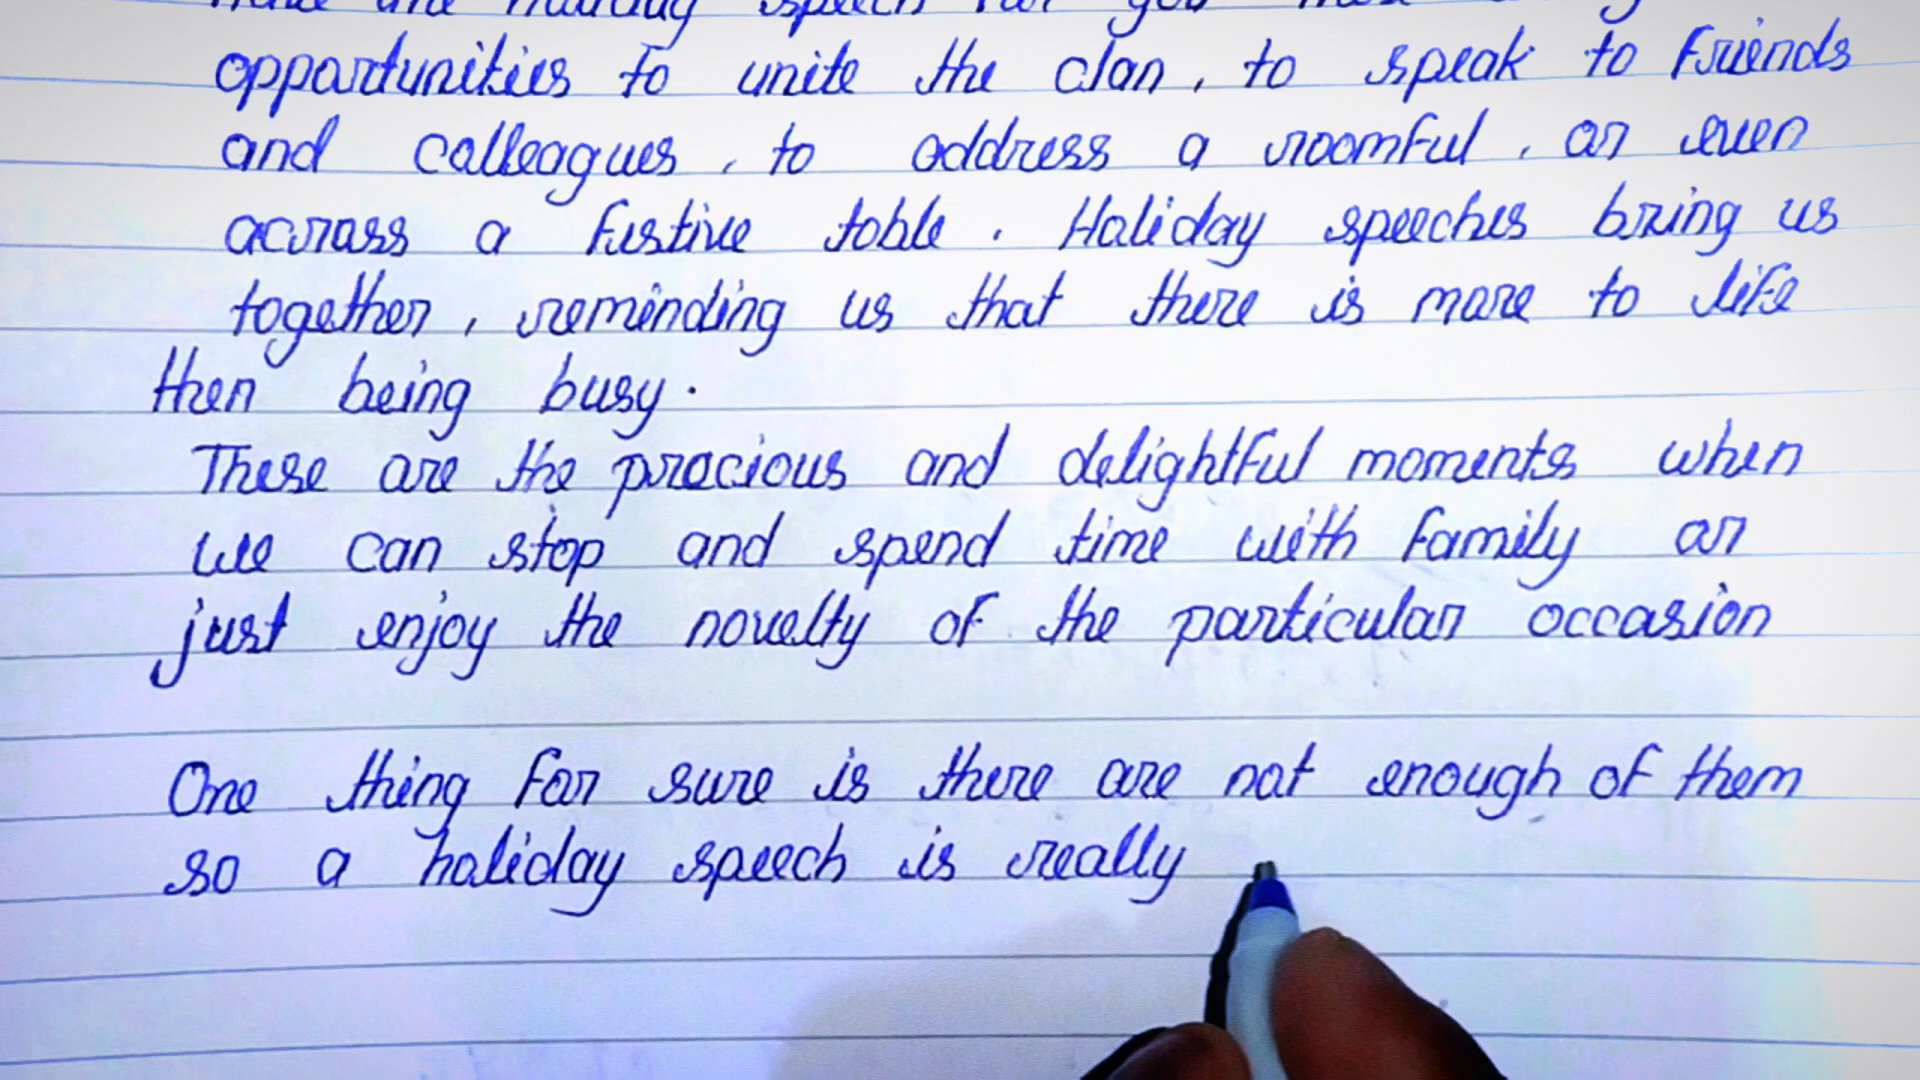 holiday speech for you
opportunities to unite the clan, to speak to friends
and colleagues, to address a roomful, or even
across a festive table. Holiday speeches bring us
together, reminding us that there is more to life
then being busy.
These are the precious and delightful moments when
we can stop and spend time with family or
just enjoy the novelty of the particular occasion
One thing for sure is there are not enough of them
so a holiday speech is really